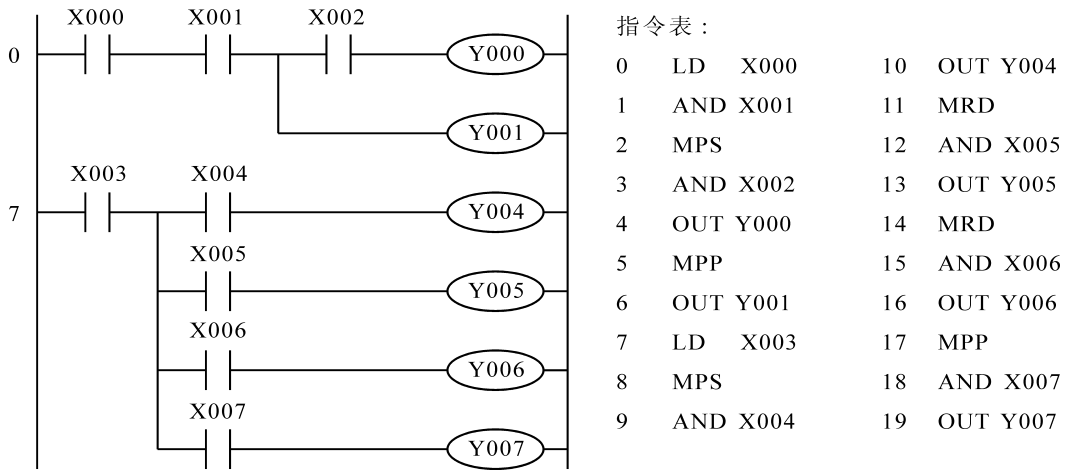 X000 X001 X002
0 Y000
Y001
X003 X004
7 Y004
X005
Y005
X006
Y006
X007
Y007
指令表：
0 LD X000
1 AND X001
2 MPS
3 AND X002
4 OUT Y000
5 MPP
6 OUT Y001
7 LD X003
8 MPS
9 AND X004
10 OUT Y004
11 MRD
12 AND X005
13 OUT Y005
14 MRD
15 AND X006
16 OUT Y006
17 MPP
18 AND X007
19 OUT Y007